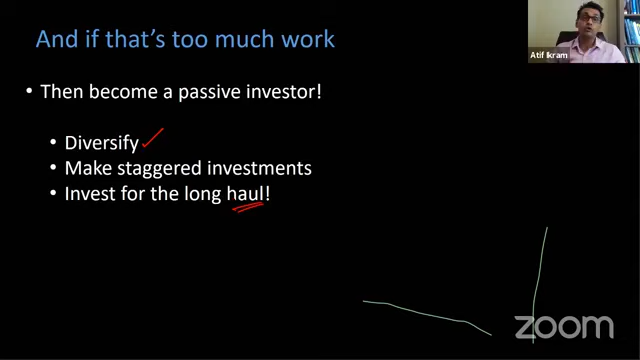 And if that's too much work
Atif Ikram
• Then become a passive investor!
• Diversify
• Make staggered investments
• Invest for the long haul!
zoom